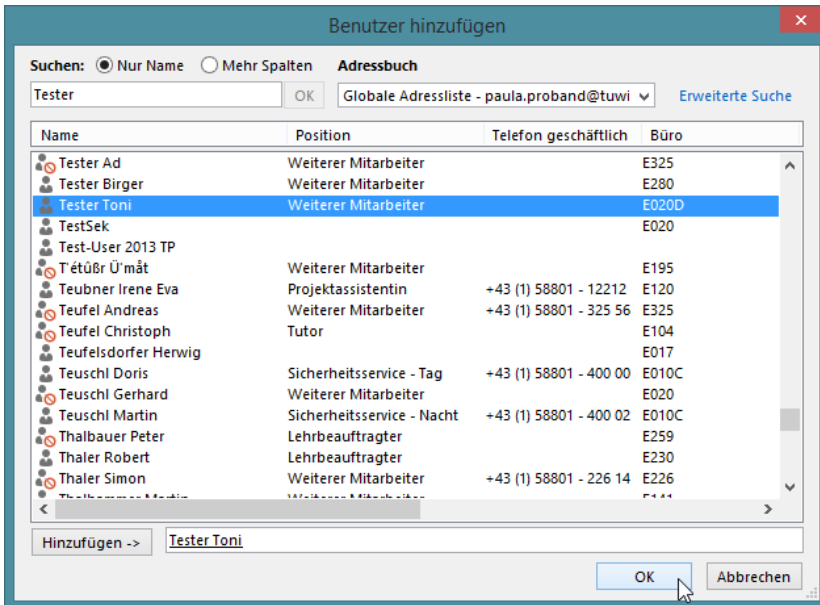 Benutzer hinzufügen
Suchen: Nur Name Mehr Spalten Adressbuch
Tester OK Globale Adressliste - paula.proband@tuwi Erweiterte Suche
Name Position Telefon geschäftlich Büro
Tester Ad Weiterer Mitarbeiter E325
Tester Birger Weiterer Mitarbeiter E280
Tester Toni Weiterer Mitarbeiter E020D
TestSek E020
Test-User 2013 TP
T'étûßr Ü'måt Weiterer Mitarbeiter E195
Teubner Irene Eva Projektassistentin +43 (1) 58801 - 12212 E120
Teufel Andreas Weiterer Mitarbeiter +43 (1) 58801 - 325 56 E325
Teufel Christoph Tutor E104
Teufelsdorfer Herwig E017
Teuschl Doris Sicherheitsservice - Tag +43 (1) 58801 - 400 00 E010C
Teuschl Gerhard Weiterer Mitarbeiter E020
Teuschl Martin Sicherheitsservice - Nacht +43 (1) 58801 - 400 02 E010C
Thalbauer Peter Lehrbeauftragter E259
Thaler Robert Lehrbeauftragter E230
Thaler Simon Weiterer Mitarbeiter +43 (1) 58801 - 226 14 E226
Thalhammer Martin Weiterer Mitarbeiter E141
Hinzufügen -> Tester Toni
OK Abbrechen